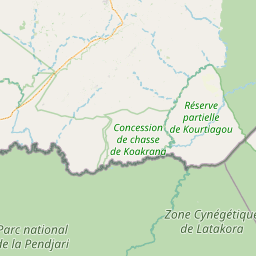 Réserve
partielle
de Kourtiagou
Concession
de chasse
de Koakrana
Zone Cynégétique
de Latakora
Parc national
de la Pendjari